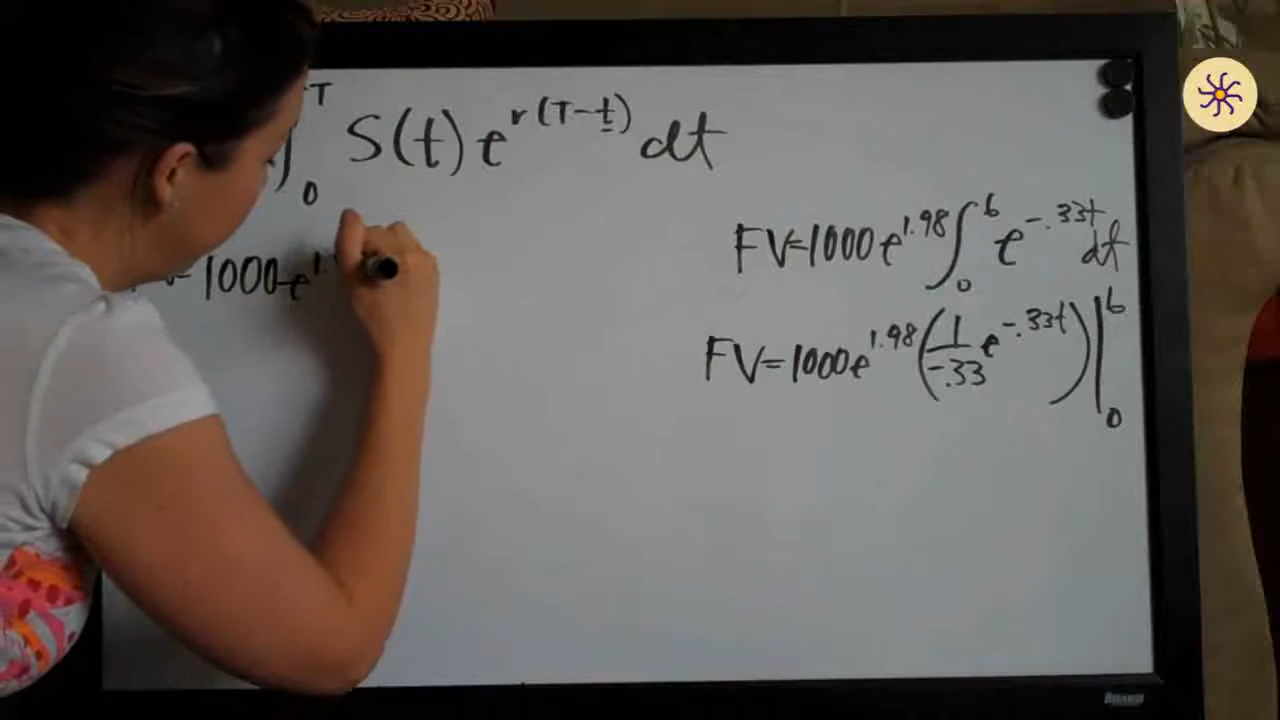 ∫₀ᵀ S(t) e^{r(T-t)} dt
FV=1000e^{1.98} ∫₀⁶ e^{-.33t} dt
FV=1000e^{1.98} (1/-.33 e^{-.33t}) |₀⁶
= 1000e